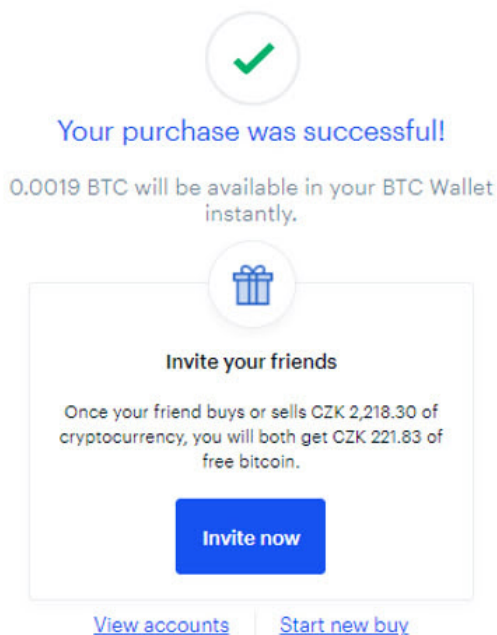 Your purchase was successful!
0.0019 BTC will be available in your BTC Wallet
instantly.
Invite your friends
Once your friend buys or sells CZK 2,218.30 of
cryptocurrency, you will both get CZK 221.83 of
free bitcoin.
Invite now
View accounts
Start new buy